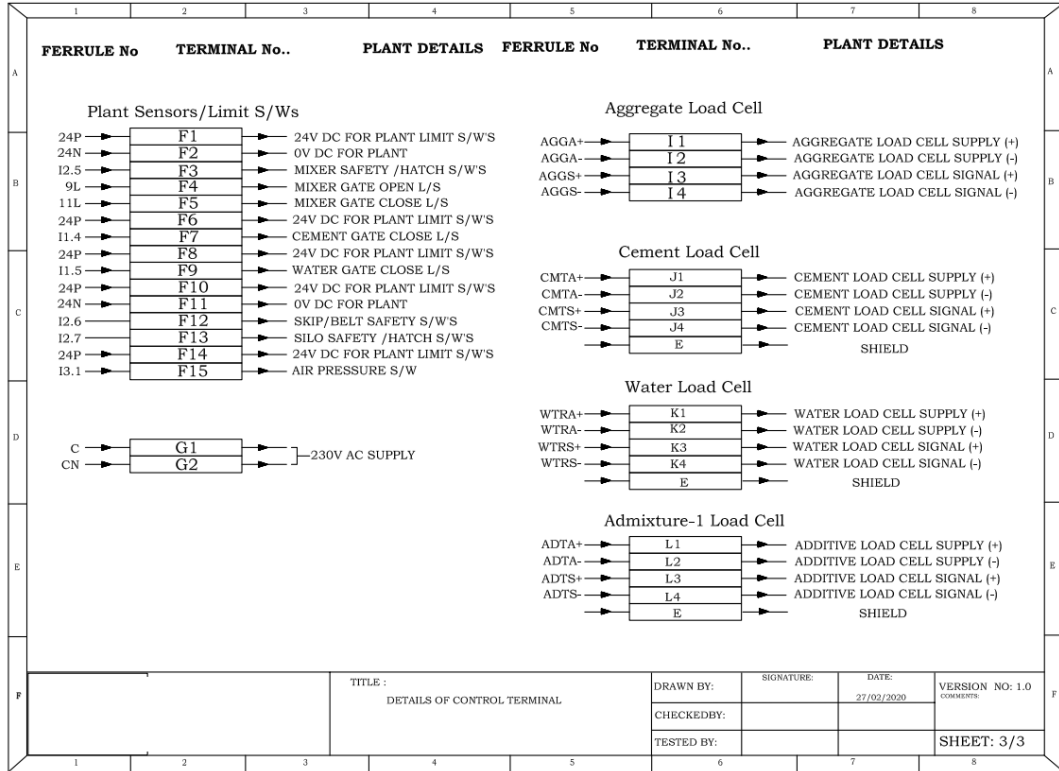 1 2 3 4 5 6 7 8
FERRULE No TERMINAL No.. PLANT DETAILS FERRULE No TERMINAL No.. PLANT DETAILS
A A
Plant Sensors/Limit S/Ws
24P F1 24V DC FOR PLANT LIMIT S/W'S
24N F2 0V DC FOR PLANT
I2.5 F3 MIXER SAFETY /HATCH S/W'S
9L F4 MIXER GATE OPEN L/S
11L F5 MIXER GATE CLOSE L/S
24P F6 24V DC FOR PLANT LIMIT S/W'S
I1.4 F7 CEMENT GATE CLOSE L/S
24P F8 24V DC FOR PLANT LIMIT S/W'S
I1.5 F9 WATER GATE CLOSE L/S
24P F10 24V DC FOR PLANT LIMIT S/W'S
24N F11 0V DC FOR PLANT
I2.6 F12 SKIP/BELT SAFETY S/W'S
I2.7 F13 SILO SAFETY /HATCH S/W'S
24P F14 24V DC FOR PLANT LIMIT S/W'S
I3.1 F15 AIR PRESSURE S/W
C G1
230V AC SUPPLY
CN G2
Aggregate Load Cell
AGGA+ I 1 AGGREGATE LOAD CELL SUPPLY (+)
AGGA- I 2 AGGREGATE LOAD CELL SUPPLY (-)
AGGS+ I 3 AGGREGATE LOAD CELL SIGNAL (+)
AGGS- I 4 AGGREGATE LOAD CELL SIGNAL (-)
Cement Load Cell
CMTA+ J1 CEMENT LOAD CELL SUPPLY (+)
CMTA- J2 CEMENT LOAD CELL SUPPLY (-)
CMTS+ J3 CEMENT LOAD CELL SIGNAL (+)
CMTS- J4 CEMENT LOAD CELL SIGNAL (-)
E SHIELD
Water Load Cell
WTRA+ K1 WATER LOAD CELL SUPPLY (+)
WTRA- K2 WATER LOAD CELL SUPPLY (-)
WTRS+ K3 WATER LOAD CELL SIGNAL (+)
WTRS- K4 WATER LOAD CELL SIGNAL (-)
E SHIELD
Admixture-1 Load Cell
ADTA+ L1 ADDITIVE LOAD CELL SUPPLY (+)
ADTA- L2 ADDITIVE LOAD CELL SUPPLY (-)
ADTS+ L3 ADDITIVE LOAD CELL SIGNAL (+)
ADTS- L4 ADDITIVE LOAD CELL SIGNAL (-)
E SHIELD
B B
C C
D D
E E
F F
TITLE :
DETAILS OF CONTROL TERMINAL
DRAWN BY: SIGNATURE: DATE: VERSION NO: 1.0
27/02/2020 COMMENTS:
CHECKEDBY:
TESTED BY: SHEET: 3/3
1 2 3 4 5 6 7 8